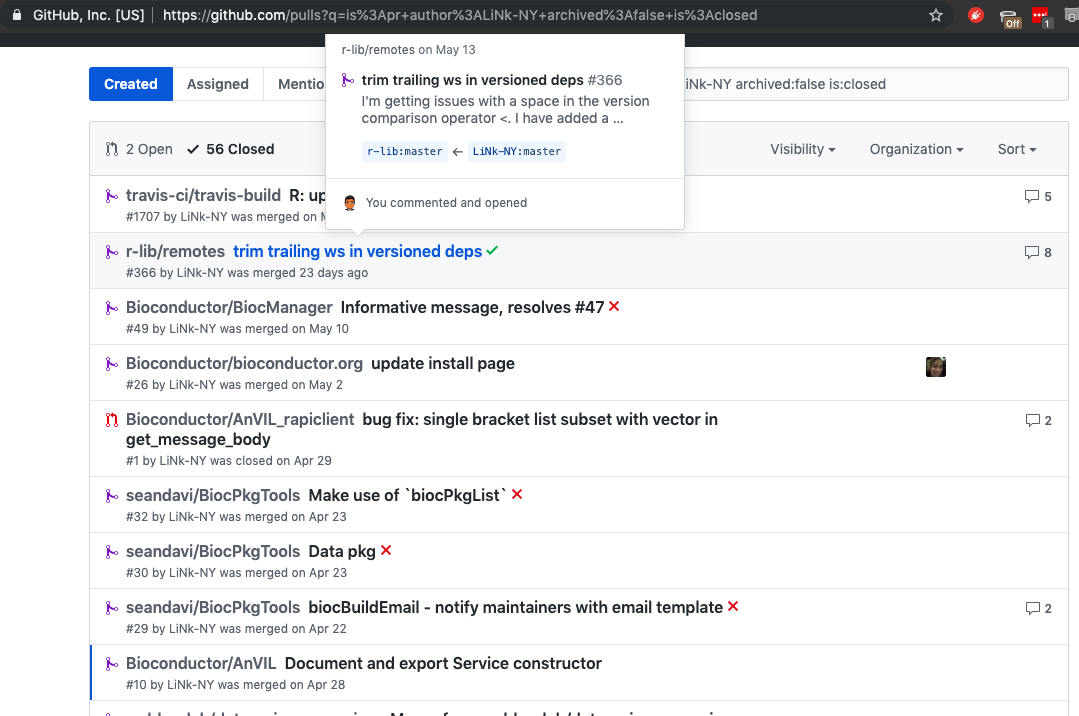 GitHub, Inc. [US] https://github.com/pulls?q=is%3Apr+author%3ALiNk-NY+archived%3Afalse+is%3Aclosed
Off
1
r-lib/remotes on May 13
trim trailing ws in versioned deps #366
I'm getting issues with a space in the version
comparison operator <. I have added a ...
r-lib:master ← LiNk-NY:master
You commented and opened
Created Assigned
iNk-NY archived:false is:closed
2 Open 56 Closed Visibility Organization Sort
travis-ci/travis-build R: 5
#1707 by LiNk-NY was merged on
r-lib/remotes trim trailing ws in versioned deps 8
#366 by LiNk-NY was merged 23 days ago
Bioconductor/BiocManager Informative message, resolves #47
#49 by LiNk-NY was merged on May 10
Bioconductor/bioconductor.org update install page
#26 by LiNk-NY was merged on May 2
Bioconductor/AnVIL_rapiclient bug fix: single bracket list subset with vector in 2
get_message_body
#1 by LiNk-NY was closed on Apr 29
seandavi/BiocPkgTools Make use of `biocPkgList`
#32 by LiNk-NY was merged on Apr 23
seandavi/BiocPkgTools Data pkg
#30 by LiNk-NY was merged on Apr 23
seandavi/BiocPkgTools biocBuildEmail - notify maintainers with email template 2
#29 by LiNk-NY was merged on Apr 22
Bioconductor/AnVIL Document and export Service constructor
#10 by LiNk-NY was merged on Apr 28